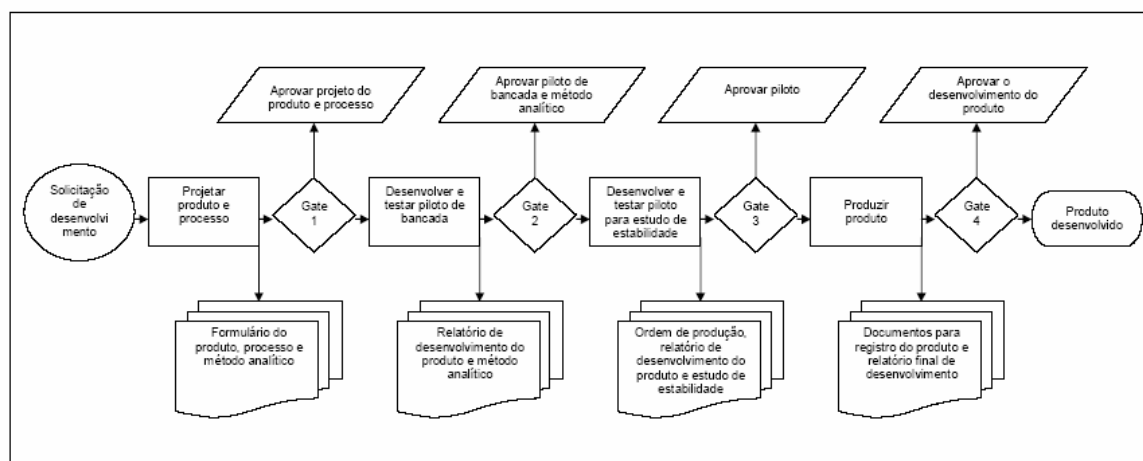 Aprovar projeto do
produto e processo
Aprovar piloto de
bancada e método
analítico
Aprovar piloto
Aprovar o
desenvolvimento do
produto
Solicitação
de
desenvolvi
mento
Projetar
produto e
processo
Gate
1
Desenvolver e
testar piloto de
bancada
Gate
2
Desenvolver e
testar piloto
para estudo de
estabilidade
Gate
3
Produzir
produto
Gate
4
Produto
desenvolvido
Formulário do
produto, processo e
método analítico
Relatório de
desenvolvimento do
produto e método
analítico
Ordem de produção,
relatório de
desenvolvimento do
produto e estudo de
estabilidade
Documentos para
registro do produto e
relatório final de
desenvolvimento